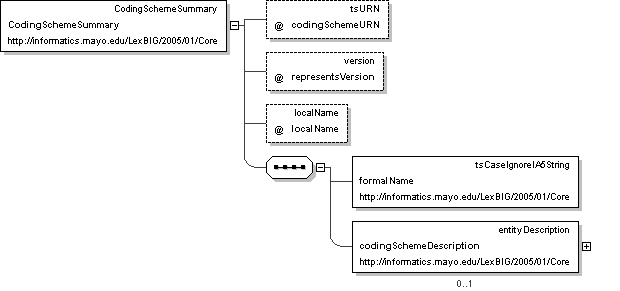 CodingSchemeSummary
CodingSchemeSummary
http://informatics.mayo.edu/LexBIG/2005/01/Core
tsURN
@ codingSchemeURN
version
@ representsVersion
localName
@ localName
tsCaseIgnoreIA5String
formalName
http://informatics.mayo.edu/LexBIG/2005/01/Core
entityDescription
codingSchemeDescription
http://informatics.mayo.edu/LexBIG/2005/01/Core
0..1